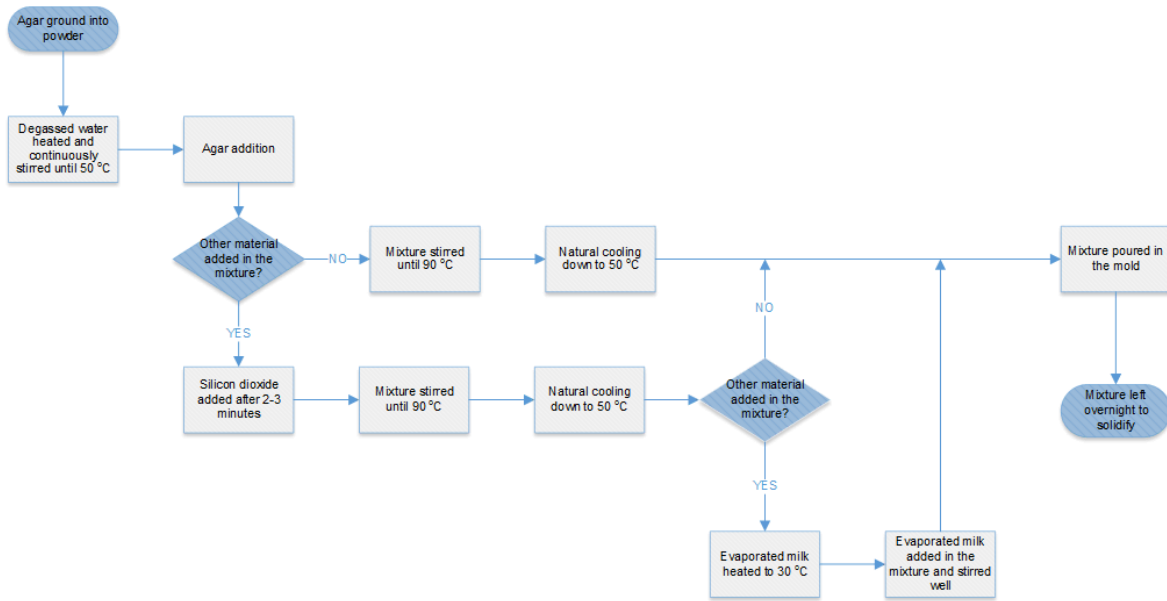 Agar ground into
powder
Degassed water
heated and
continuously
stirred until 50 °C
Agar addition
Other material
added in the
mixture?
NO
Mixture stirred
until 90 °C
Natural cooling
down to 50 °C
Mixture poured in
the mold
YES
NO
Silicon dioxide
added after 2-3
minutes
Mixture stirred
until 90 °C
Natural cooling
down to 50 °C
Other material
added in the
mixture?
Mixture left
overnight to
solidify
YES
Evaporated milk
heated to 30 °C
Evaporated milk
added in the
mixture and stirred
well